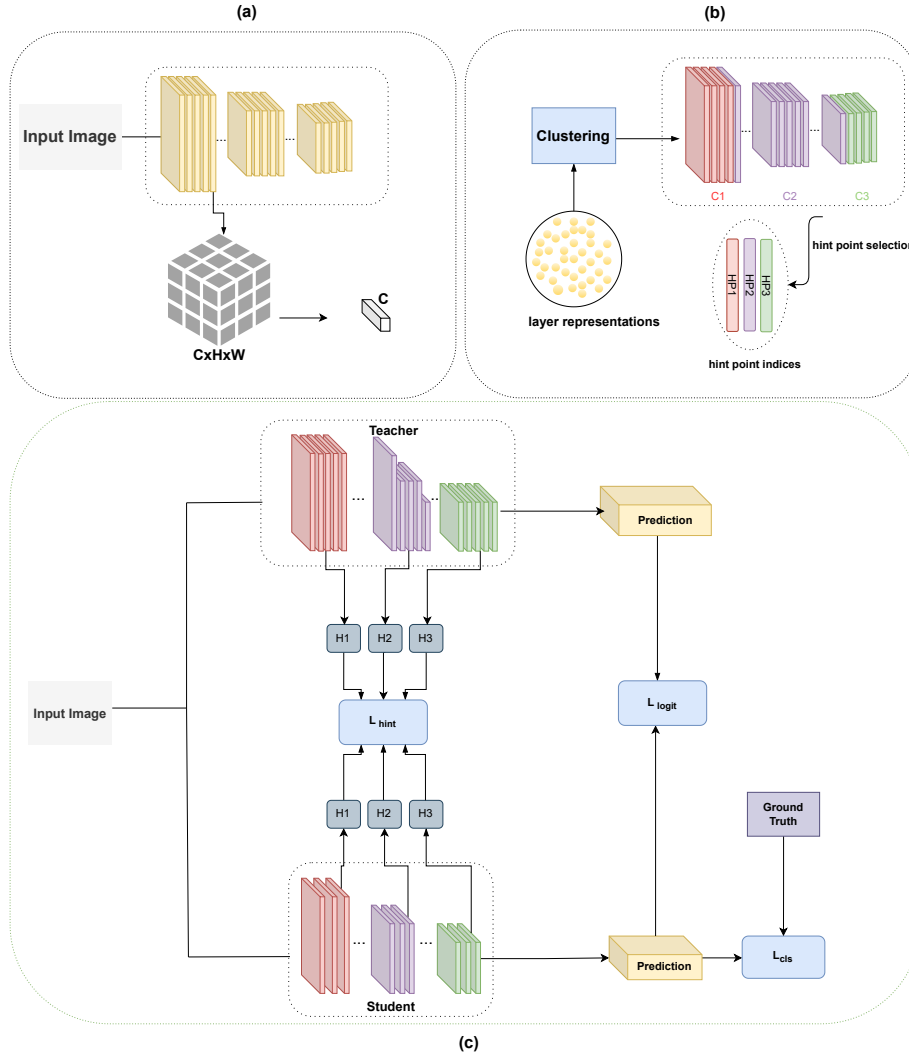 (a)
Input Image
CxHxW
C
(b)
Clustering
C1
C2
C3
layer representations
hint point selection
HP1
HP2
HP3
hint point indices
Teacher
Prediction
H1
H2
H3
Input Image
L hint
L logit
H1
H2
H3
Ground
Truth
Prediction
Lcls
Student
(c)